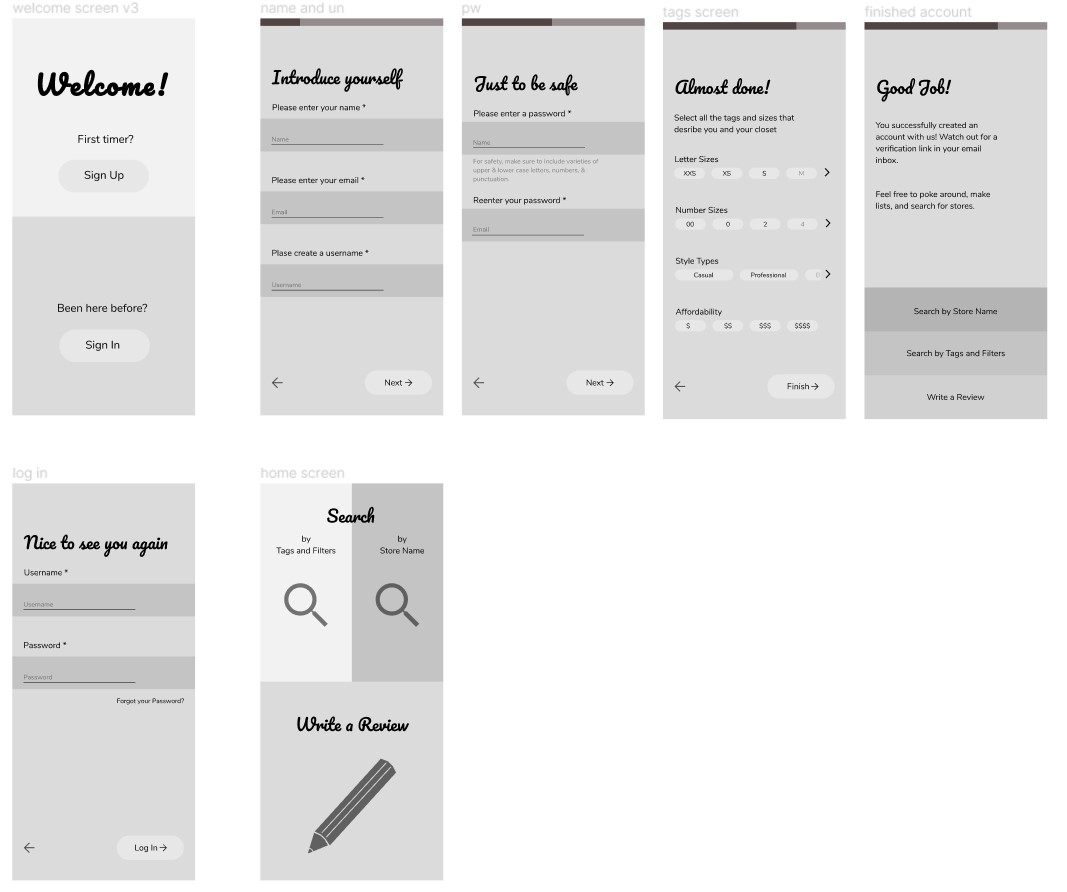 welcome screen v3
Welcome!
First timer?
Sign Up
Been here before?
Sign In
name and un
Introduce yourself
Please enter your name *
Name
Please enter your email *
Email
Plase create a username *
Username
Next →
pw
Just to be safe
Please enter a password *
Name
For safety, make sure to include varieties of
upper & lower case letters, numbers, &
punctuation.
Reenter your password *
Email
Next →
tags screen
Almost done!
Select all the tags and sizes that
desribe you and your closet
Letter Sizes
XXS XS S M
Number Sizes
00 0 2 4
Style Types
Casual Professional
Affordability
$ $$ $$$ $$$$
Finish →
finished account
Good Job!
You successfully created an
account with us! Watch out for a
verification link in your email
inbox.
Feel free to poke around, make
lists, and search for stores.
Search by Store Name
Search by Tags and Filters
Write a Review
log in
Nice to see you again
Username *
Username
Password *
Password
Forgot your Password?
Log In →
home screen
Search
by
Tags and Filters
by
Store Name
Write a Review